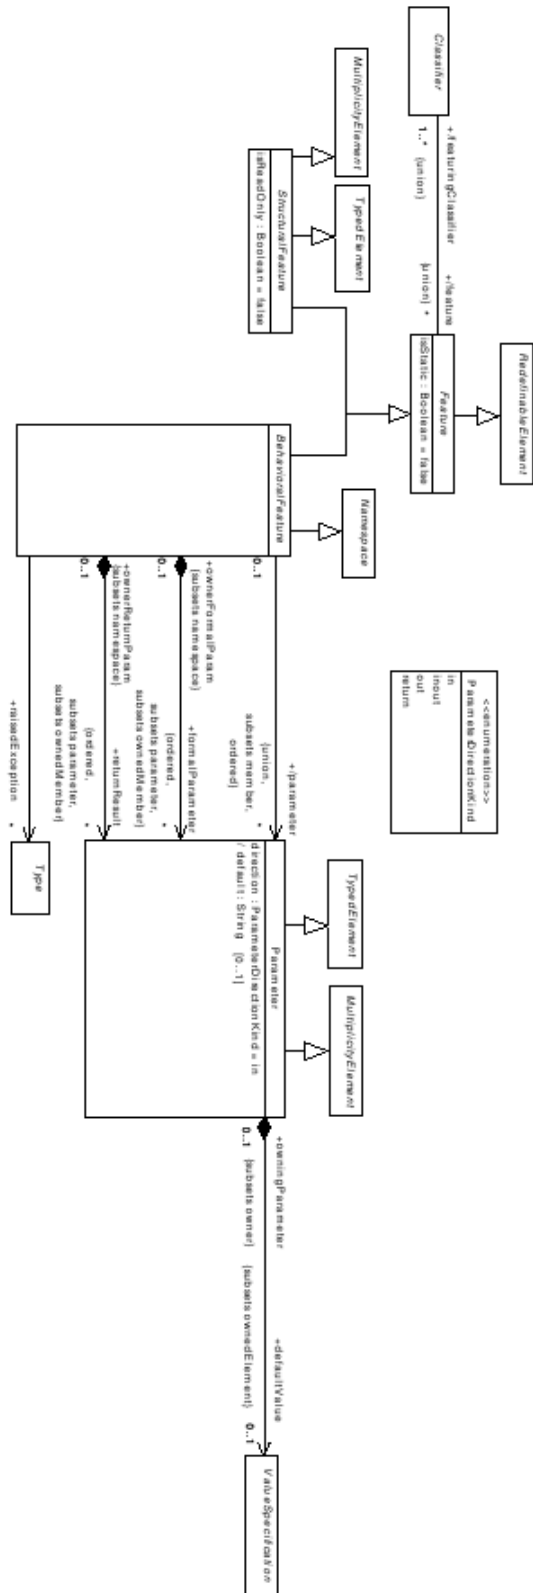 Classifier
+/featuringClassifier
1..*
{union}
+/feature
{union} *
RedefinableElement
Feature
isStatic : Boolean = false
MultiplicityElement
TypedElement
StructuralFeature
isReadOnly : Boolean = false
Namespace
BehavioralFeature
<<enumeration>>
ParameterDirectionKind
in
inout
out
return
0..1
+/parameter
{union,
subsets member,
ordered}
*
+ownerFormalParam
{subsets namespace}
0..1
+formalParameter
{ordered,
subsets parameter,
subsets ownedMember}
*
+ownerReturnParam
{subsets namespace}
0..1
+returnResult
{ordered,
subsets parameter,
subsets ownedMember}
*
+raisedException
*
Type
TypedElement
MultiplicityElement
Parameter
direction : ParameterDirectionKind = in
/ default : String [0..1]
+owningParameter
0..1
{subsets owner}
+defaultValue
{subsets ownedElement}
0..1
ValueSpecification